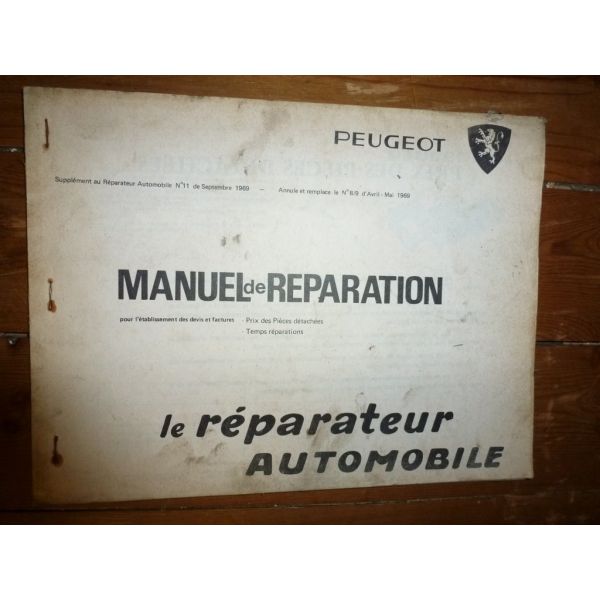 PEUGEOT
Supplément au Réparateur Automobile N°11 de Septembre 1969 - Annule et remplace le N°8/9 d'Avril - Mai 1969
MANUEL de REPARATION
pour l'établissement des devis et factures - Prix des Pièces détachées
- Temps réparations
le réparateur
AUTOMOBILE